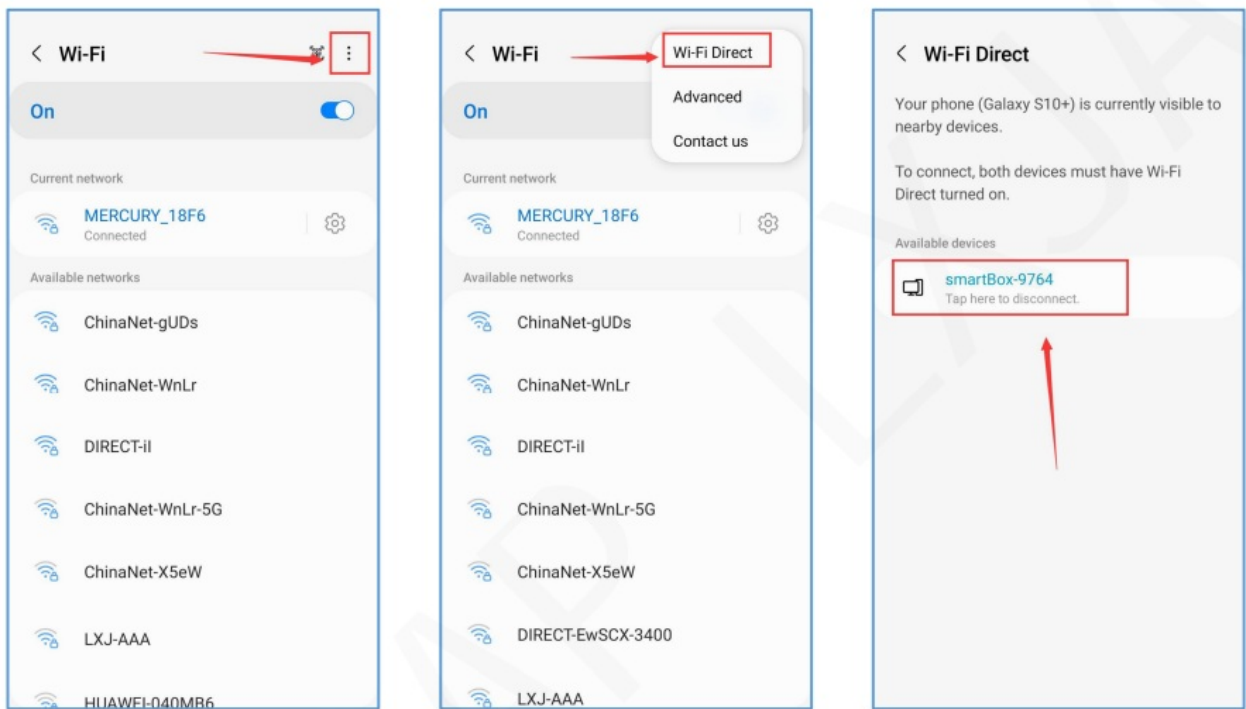 Wi-Fi
On
Current network
MERCURY_18F6
Connected
Available networks
ChinaNet-gUDs
ChinaNet-WnLr
DIRECT-iI
ChinaNet-WnLr-5G
ChinaNet-X5eW
LXJ-AAA
HUAWEI-040MB6
Wi-Fi
Wi-Fi Direct
Advanced
Contact us
On
Current network
MERCURY_18F6
Connected
Available networks
ChinaNet-gUDs
ChinaNet-WnLr
DIRECT-iI
ChinaNet-WnLr-5G
ChinaNet-X5eW
DIRECT-EwSCX-3400
LXJ-AAA
Wi-Fi Direct
Your phone (Galaxy S10+) is currently visible to
nearby devices.
To connect, both devices must have Wi-Fi
Direct turned on.
Available devices
smartBox-9764
Tap here to disconnect.